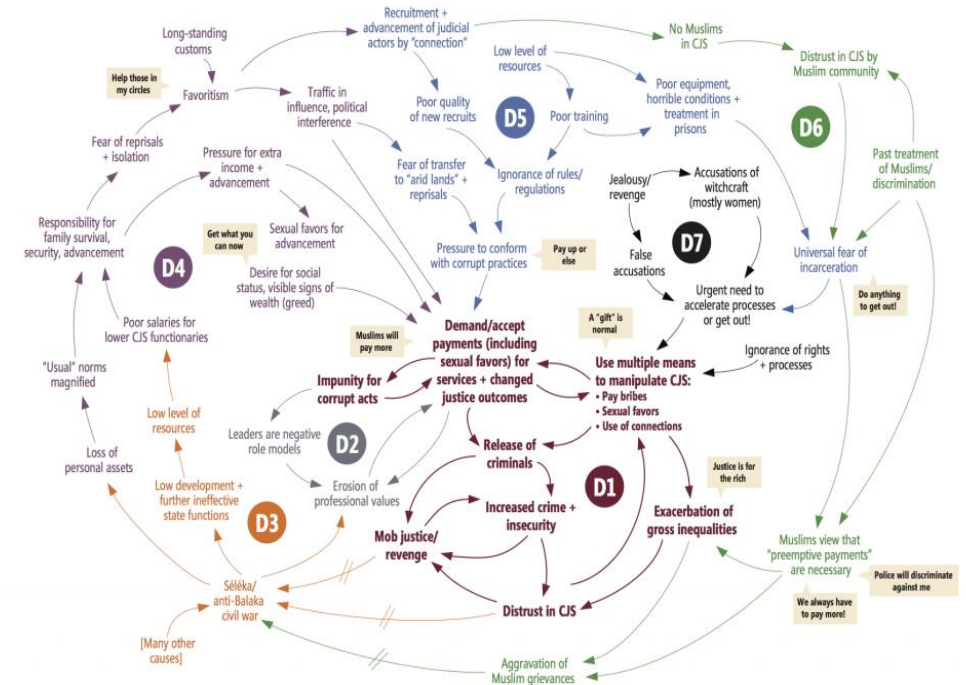 Recruitment +
advancement of judicial
actors by "connection"
No Muslims
in CJS
Long-standing
customs
Low level of
resources
Distrust in CJS by
Muslim community
Help those in
my circles
Favoritism
Traffic in
influence, political
interference
Poor quality
of new recruits
D5
Poor training
Poor equipment,
horrible conditions +
treatment in
prisons
D6
Fear of reprisals
+ isolation
Pressure for extra
income +
advancement
Fear of transfer
to "arid lands" +
reprisals
Ignorance of rules/
regulations
Jealousy/
revenge
Accusations of
witchcraft
(mostly women)
Past treatment
of Muslims/
discrimination
Responsibility for
family survival,
security, advancement
Get what you
can now
Sexual favors for
advancement
D4
Desire for social
status, visible signs of
wealth (greed)
Pressure to conform
with corrupt practices
Pay up or
else
D7
False
accusations
Universal fear of
incarceration
Do anything
to get out!
Urgent need to
accelerate processes
or get out!
Poor salaries for
lower CJS functionaries
Muslims will
pay more
Demand/accept
payments (including
sexual favors) for
services + changed
justice outcomes
A "gift" is
normal
Ignorance of rights
+ processes
"Usual" norms
magnified
Impunity for
corrupt acts
Use multiple means
to manipulate CJS:
• Pay bribes
• Sexual favors
• Use of connections
Low level of
resources
Leaders are negative
role models
D2
Loss of
personal assets
Release of
criminals
Justice is for
the rich
Low development +
further ineffective
state functions
D3
Erosion of
professional values
D1
Increased crime +
insecurity
Exacerbation of
gross inequalities
Mob justice/
revenge
Muslims view that
"preemptive payments"
are necessary
Police will discriminate
against me
We always have
to pay more!
Séléka/
anti-Balaka
civil war
Distrust in CJS
[Many other
causes]
Aggravation of
Muslim grievances